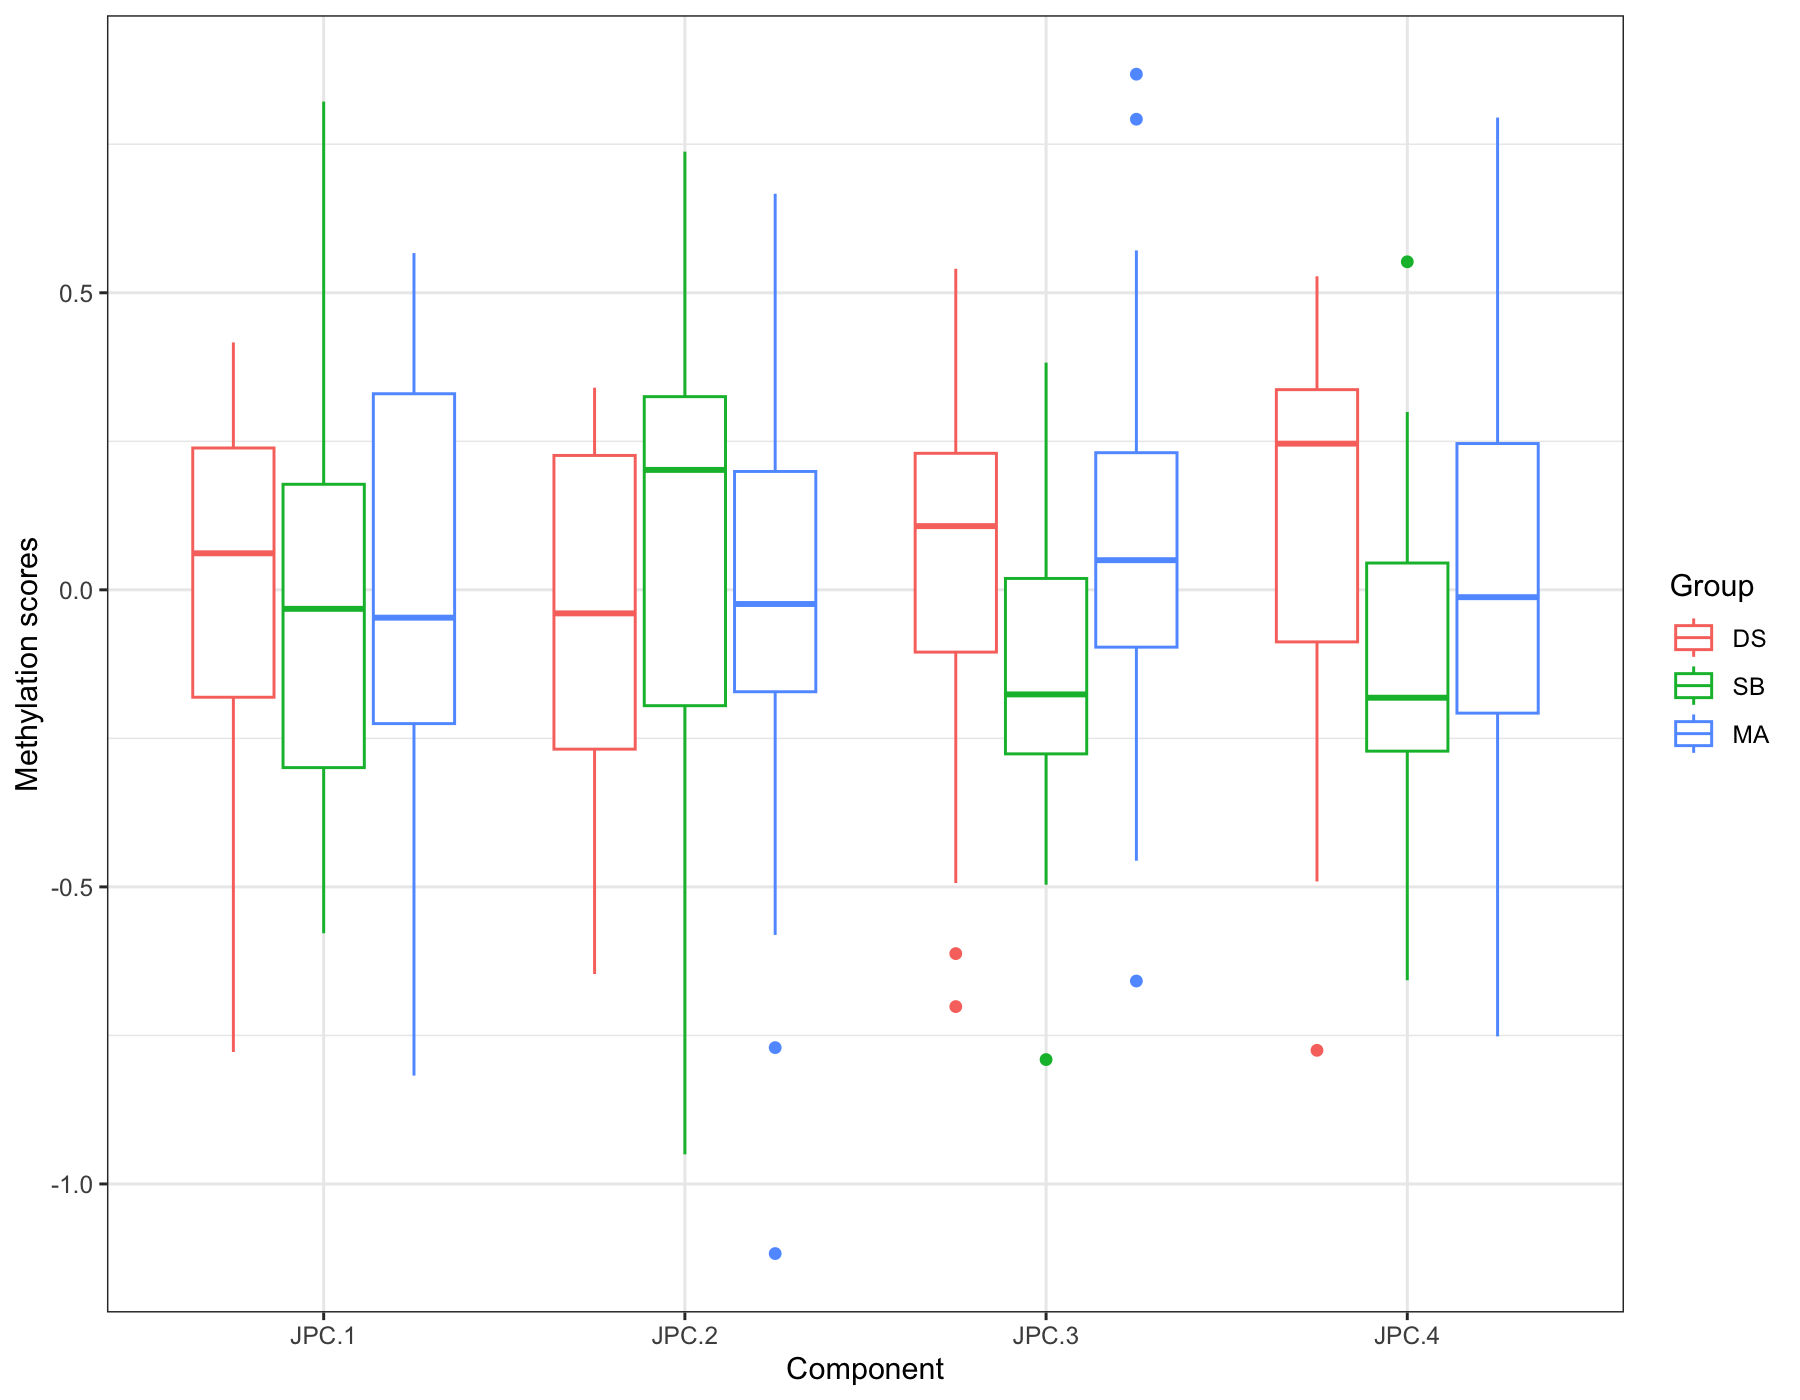 Methylation scores
0.5
0.0
-0.5
-1.0
JPC.1
JPC.2
JPC.3
JPC.4
Component
Group
DS
SB
MA